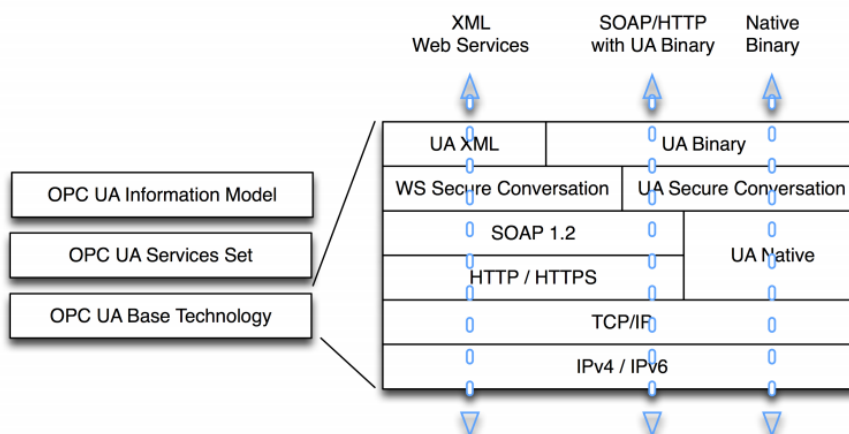 XML
Web Services
SOAP/HTTP
with UA Binary
Native
Binary
UA XML
UA Binary
WS Secure Conversation
UA Secure Conversation
SOAP 1.2
UA Native
HTTP / HTTPS
TCP/IP
IPv4 / IPv6
OPC UA Information Model
OPC UA Services Set
OPC UA Base Technology